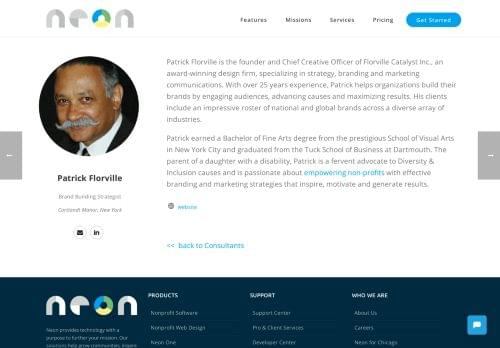 neon
Features
Missions
Services
Pricing
Get Started
Patrick Florville is the founder and Chief Creative Officer of Florville Catalyst Inc., an
award-winning design firm, specializing in strategy, branding and marketing
communications. With over 25 years experience, Patrick helps organizations build their
brands by engaging audiences, advancing causes and maximizing results. His clients
include an impressive roster of national and global brands across a diverse array of
industries.
Patrick earned a Bachelor of Fine Arts degree from the prestigious School of Visual Arts
in New York City and graduated from the Tuck School of Business at Dartmouth. The
parent of a daughter with a disability, Patrick is a fervent advocate to Diversity &
Inclusion causes and is passionate about empowering non-profits with effective
branding and marketing strategies that inspire, motivate and generate results.
Patrick Florville
Brand Building Strategist
Cortlandt Manor, New York
website
<< back to Consultants
neon
Neon provides technology with a
purpose to further your mission. Our
solutions help grow communities, inspire
PRODUCTS
Nonprofit Software
Nonprofit Web Design
Neon One
SUPPORT
Support Center
Pro & Client Services
Developer Center
WHO WE ARE
About Us
Careers
Neon for Chicago